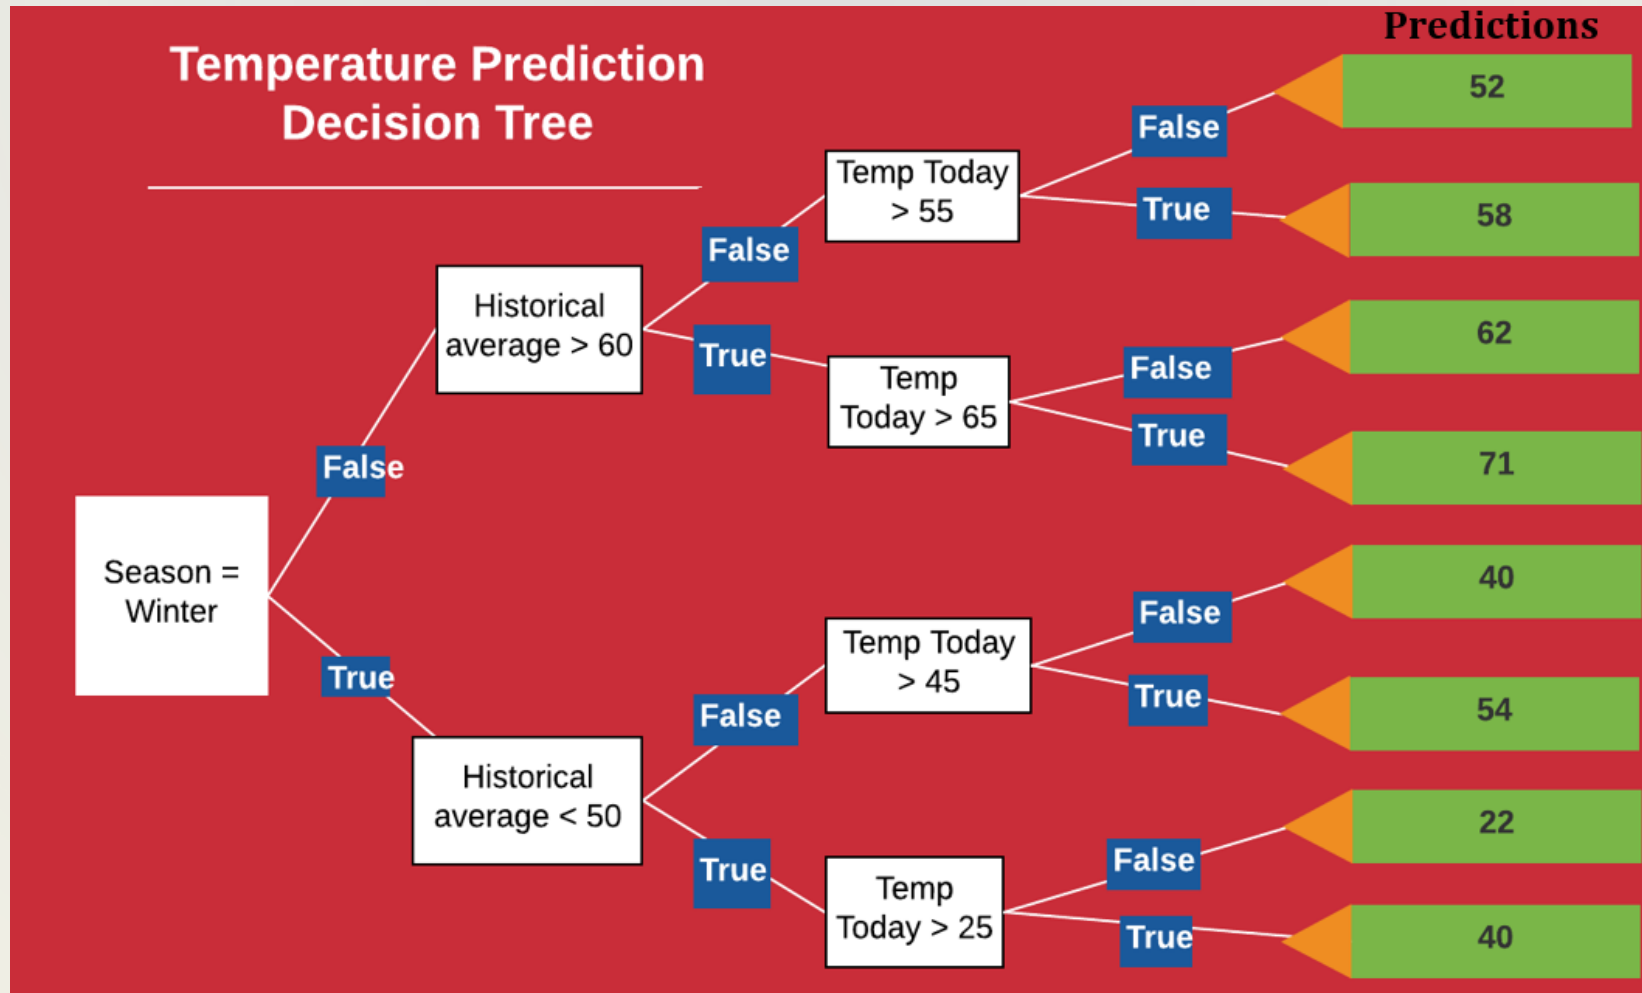 Predictions
Temperature Prediction
Decision Tree
52
False
Temp Today
> 55
True
58
False
Historical
average > 60
True
62
False
Temp
Today > 65
True
71
False
Season =
Winter
40
False
Temp Today
> 45
True
54
True
False
Historical
average < 50
22
True
False
Temp
Today > 25
True
40